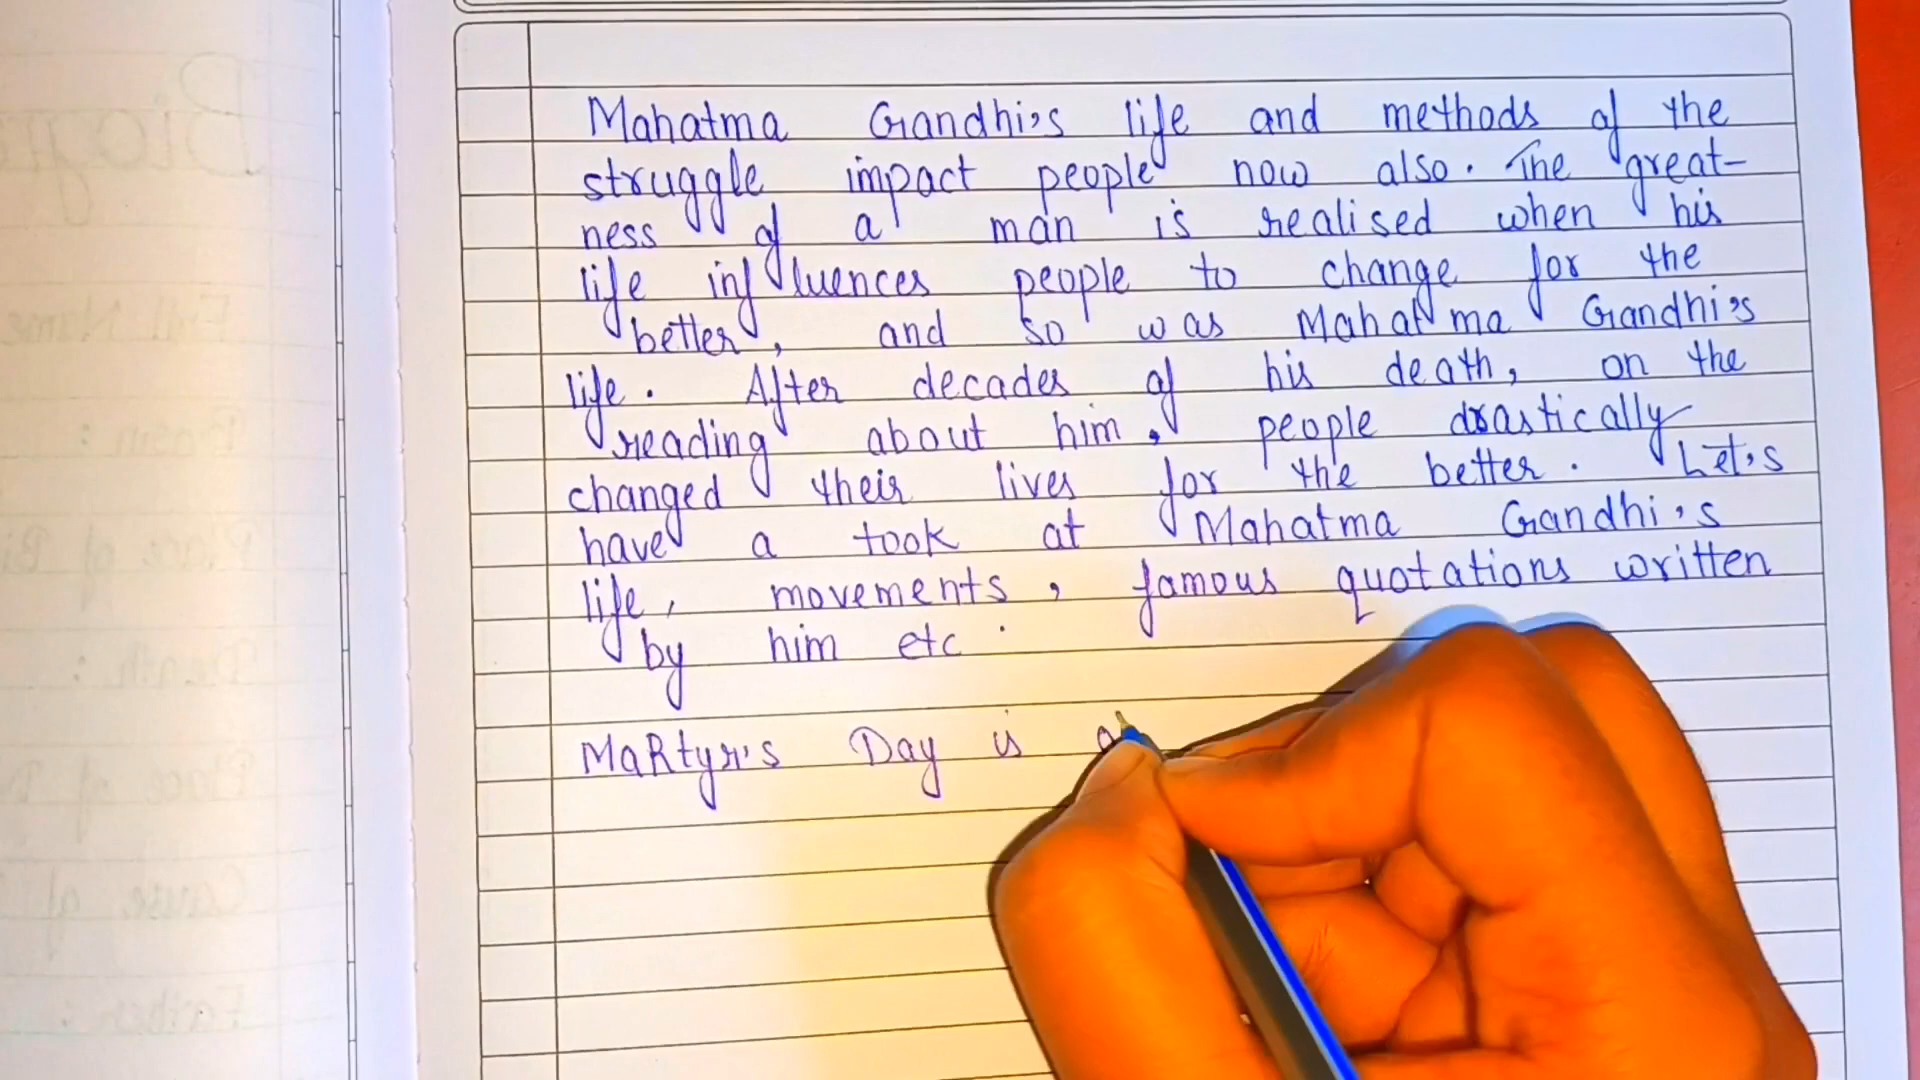 Mahatma Gandhi's life and methods of the
struggle impact people now also. The great-
ness of a man is realised when his
life influences people to change for the
better, and so was Mahatma Gandhi's
life. After decades of his death, on the
reading about him, people drastically
changed their lives for the better. Let's
have a took at Mahatma Gandhi's
life, movements, famous quotations written
by him etc.
MaRtyr's Day is